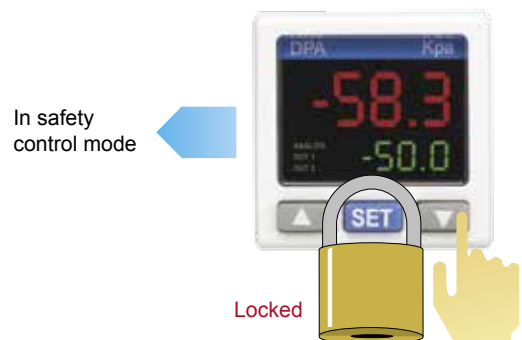 DPA Kpa
-58.3
-50.0
In safety
control mode
SET
Locked